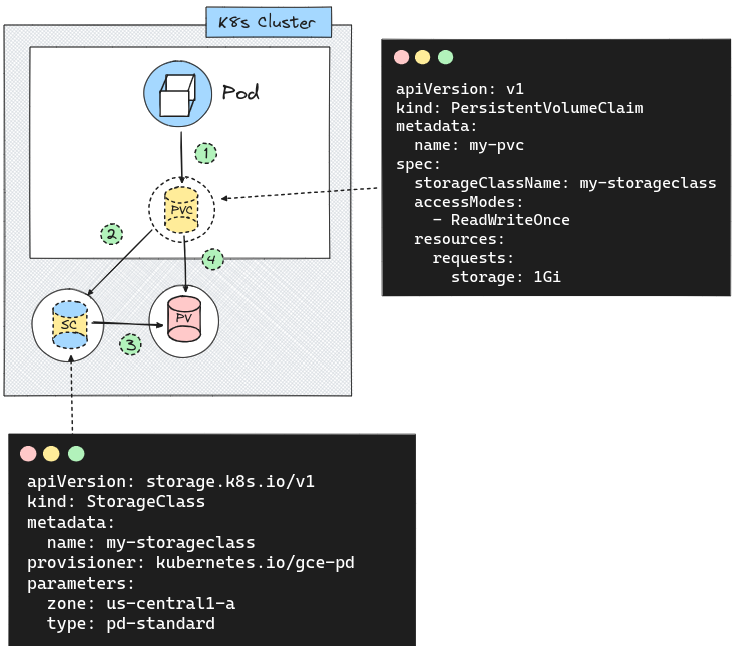 K8s Cluster
Pod
1
PVC
2
4
SC
PV
3
apiVersion: v1
kind: PersistentVolumeClaim
metadata:
  name: my-pvc
spec:
  storageClassName: my-storageclass
  accessModes:
    - ReadWriteOnce
  resources:
    requests:
      storage: 1Gi
apiVersion: storage.k8s.io/v1
kind: StorageClass
metadata:
  name: my-storageclass
provisioner: kubernetes.io/gce-pd
parameters:
  zone: us-central1-a
  type: pd-standard